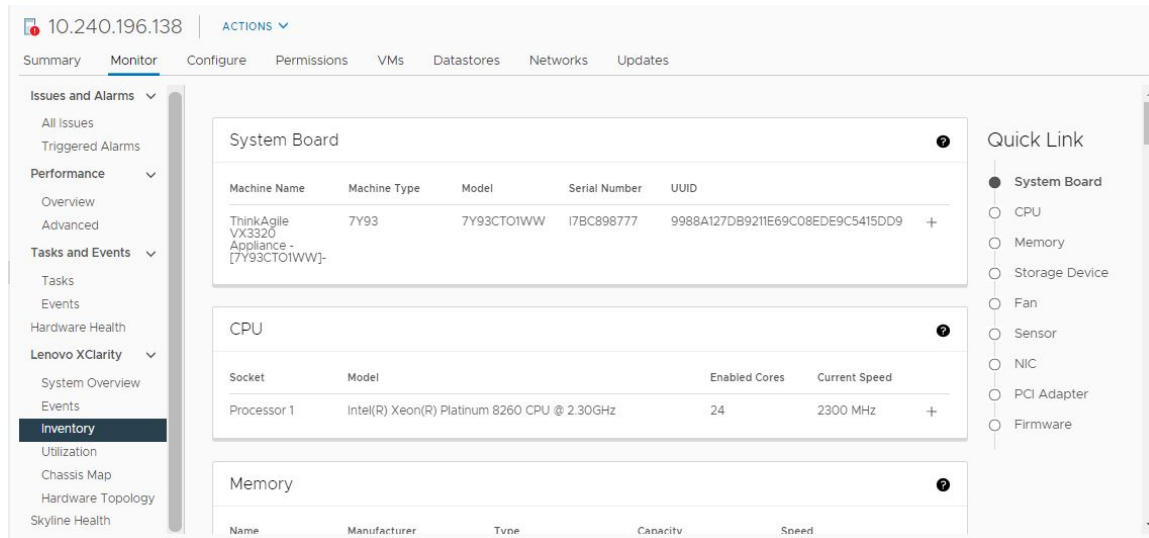 10.240.196.138 ACTIONS
Summary Monitor Configure Permissions VMs Datastores Networks Updates
Issues and Alarms
All Issues
Triggered Alarms
Performance
Overview
Advanced
Tasks and Events
Tasks
Events
Hardware Health
Lenovo XClarity
System Overview
Events
Inventory
Utilization
Chassis Map
Hardware Topology
Skyline Health
System Board
Machine Name Machine Type Model Serial Number UUID
ThinkAgile 7Y93 7Y93CTO1WW I7BC898777 9988A127DB9211E69C08EDE9C5415DD9 +
VX3320
Appliance -
[7Y93CTO1WW]-
CPU
Socket Model Enabled Cores Current Speed
Processor 1 Intel(R) Xeon(R) Platinum 8260 CPU @ 2.30GHz 24 2300 MHz +
Memory
Name Manufacturer Type Capacity Speed
Quick Link
System Board
CPU
Memory
Storage Device
Fan
Sensor
NIC
PCI Adapter
Firmware